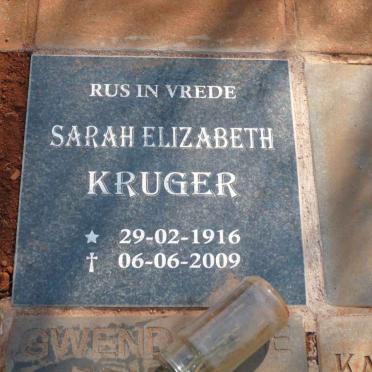 RUS IN VREDE
SARAH ELIZABETH
KRUGER
29-02-1916
06-06-2009